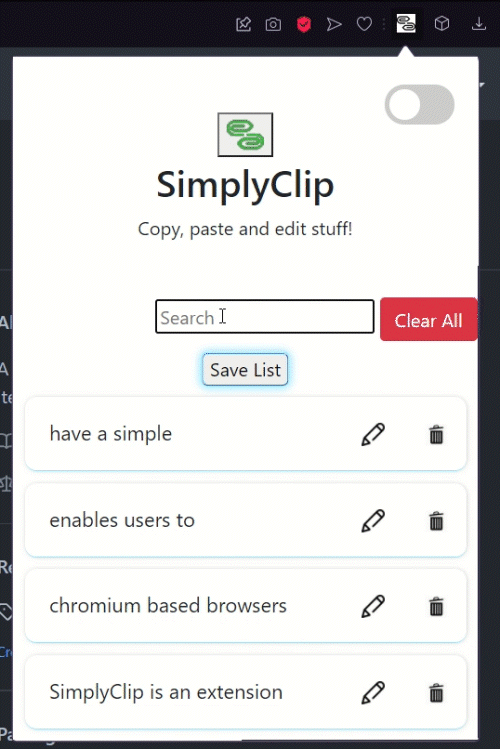 SimplyClip
Copy, paste and edit stuff!
Search
Clear All
Save List
have a simple
enables users to
chromium based browsers
SimplyClip is an extension